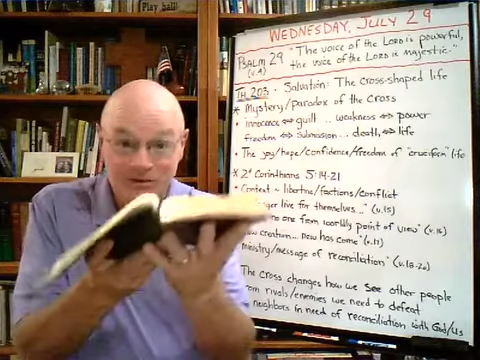 Play ball!
WEDNESDAY, JULY 29
PSALM 29 "The voice of the LORD is powerful,
(v.4) the voice of the LORD is majestic."
TH 203 · Salvation: The Cross-shaped life
* Mystery/paradox of the Cross
• innocence ⇔ guilt ... weakness ⇔ power
freedom ⇔ submission... death ⇔ life
• The joy/hope/confidence/freedom of "cruciform" life
* 2nd Corinthians 5:14-21
• Context ~ libertine/factions/conflict
live for themselves..." (v.15)
one from worldly point of view" (v.16)
creation... new has come" (v.17)
ministry/message of reconciliation" (v.18-20)
The cross changes how we see other people
from rivals/enemies we need to defeat
neighbors in need of reconciliation with God/us